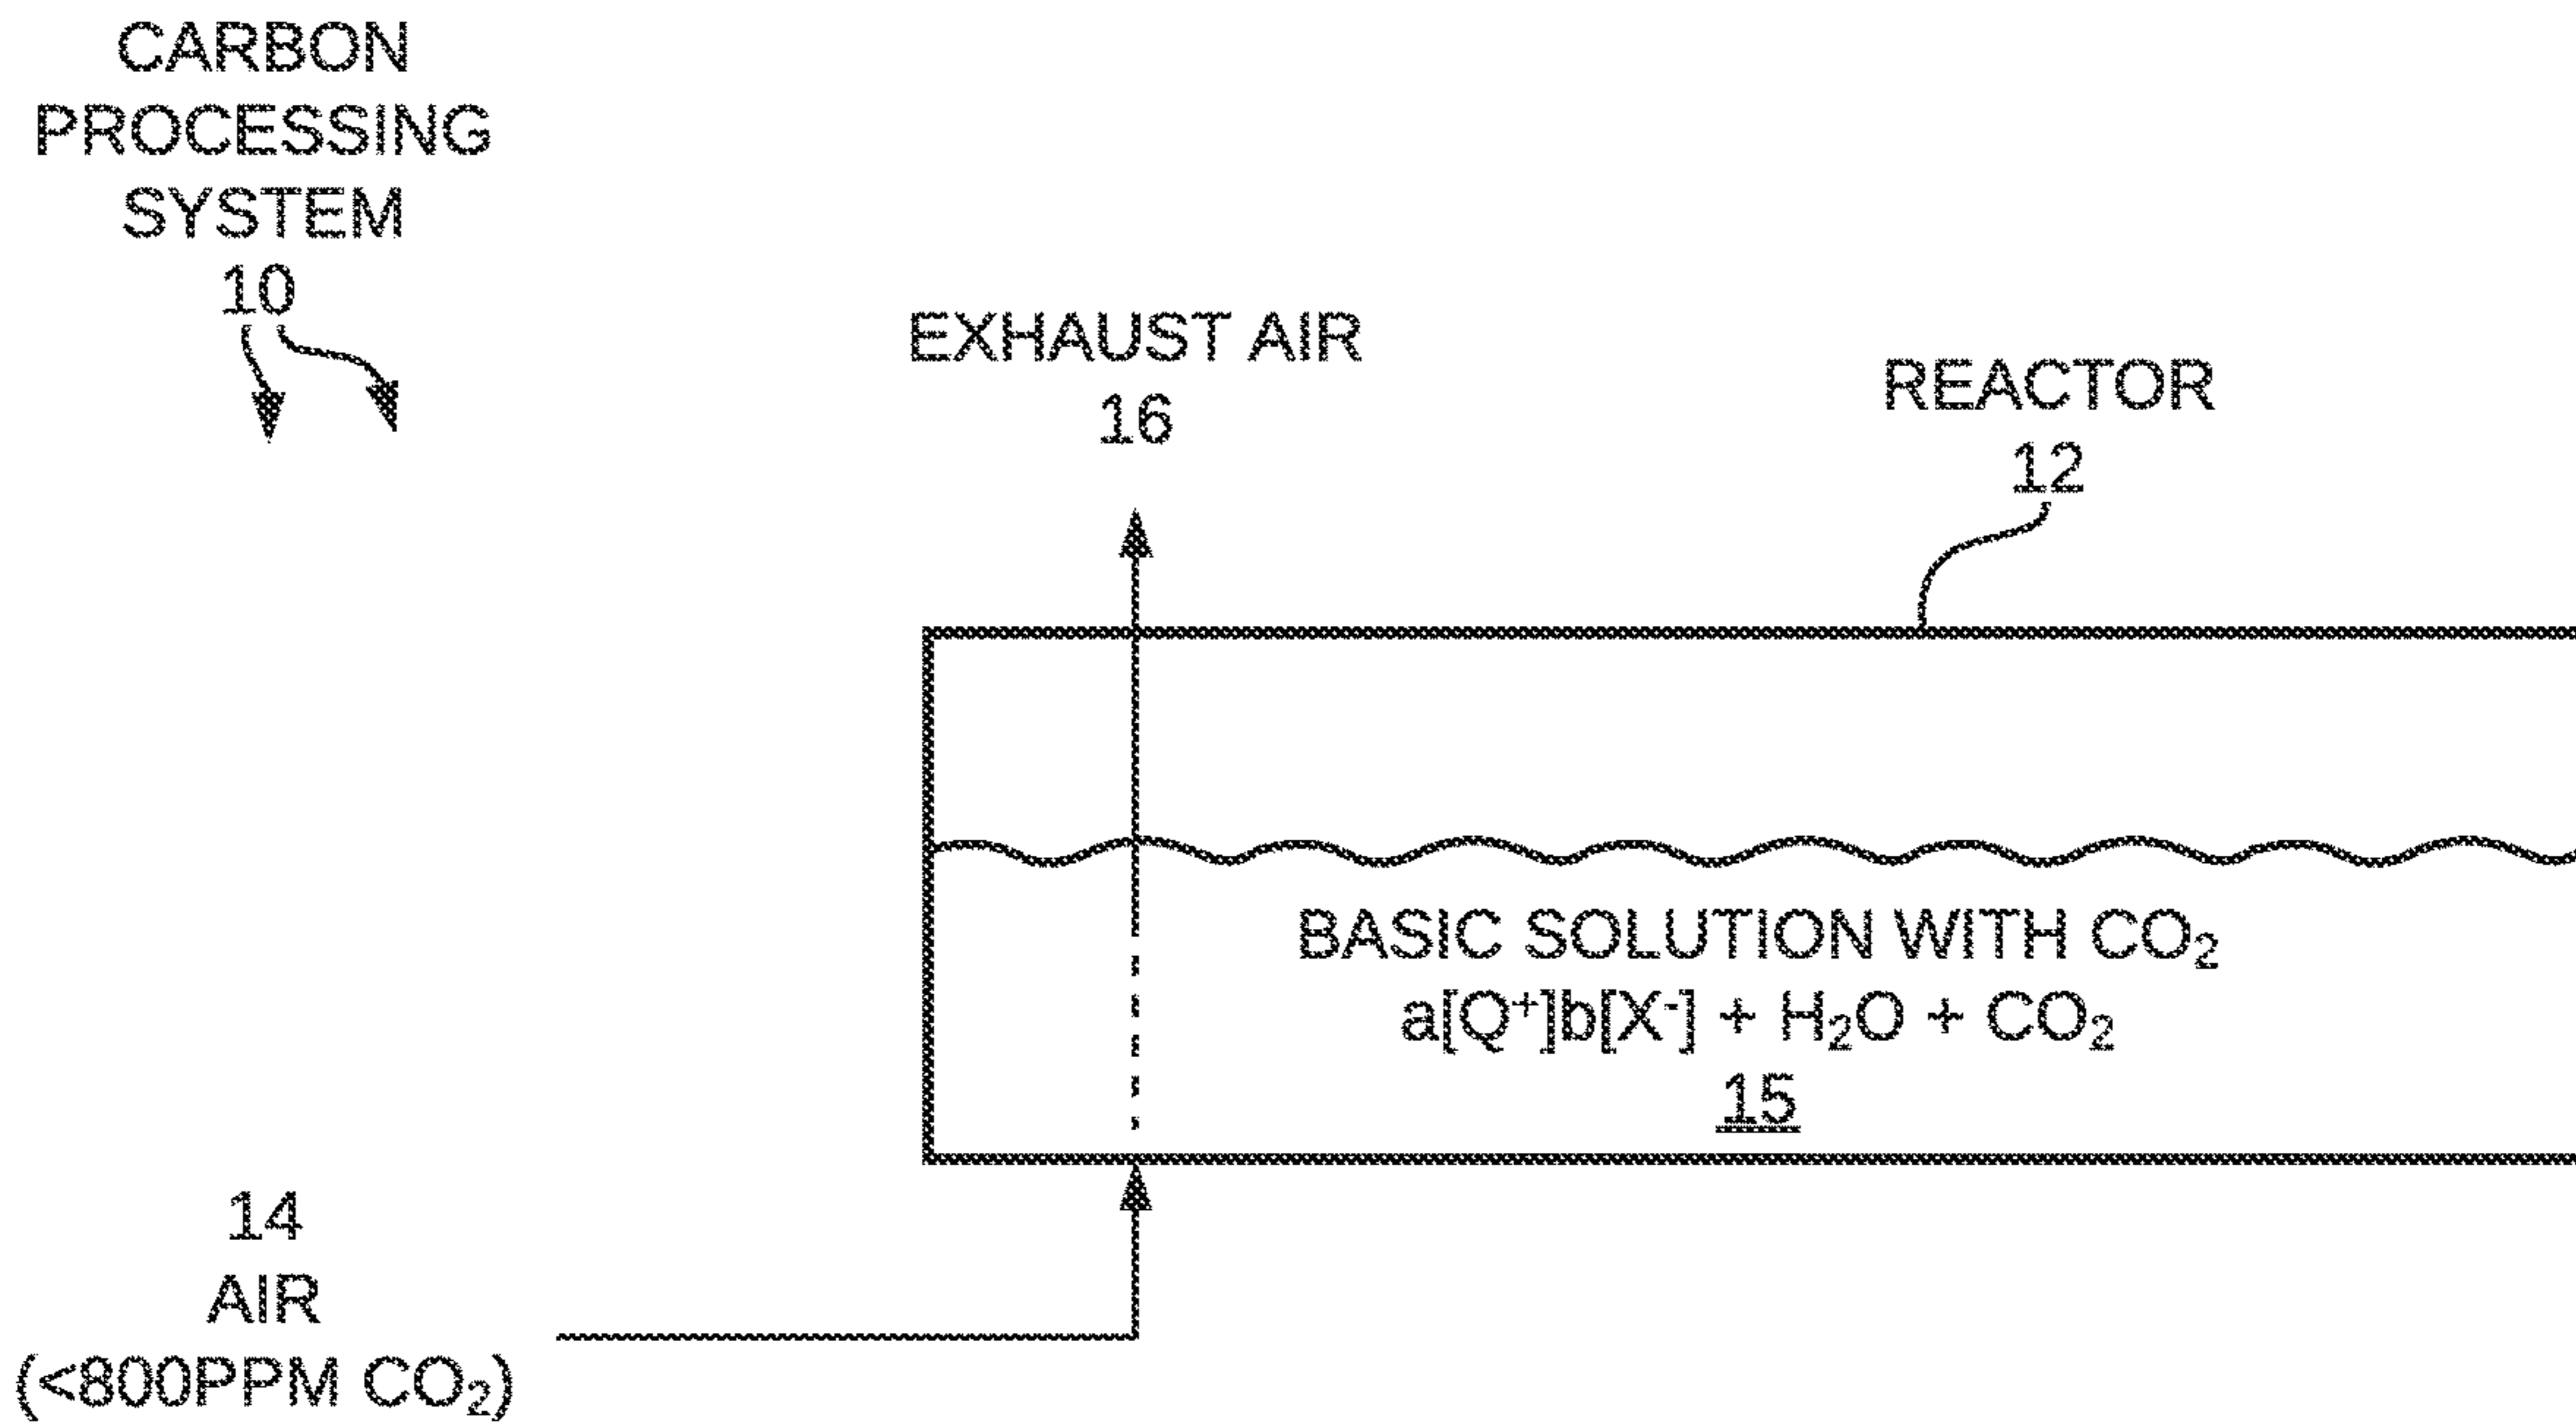 CARBON
PROCESSING
SYSTEM
10
EXHAUST AIR
16
REACTOR
12
BASIC SOLUTION WITH CO₂
a[Q⁺]b[X⁻] + H₂O + CO₂
15
14
AIR
(<800PPM CO₂)